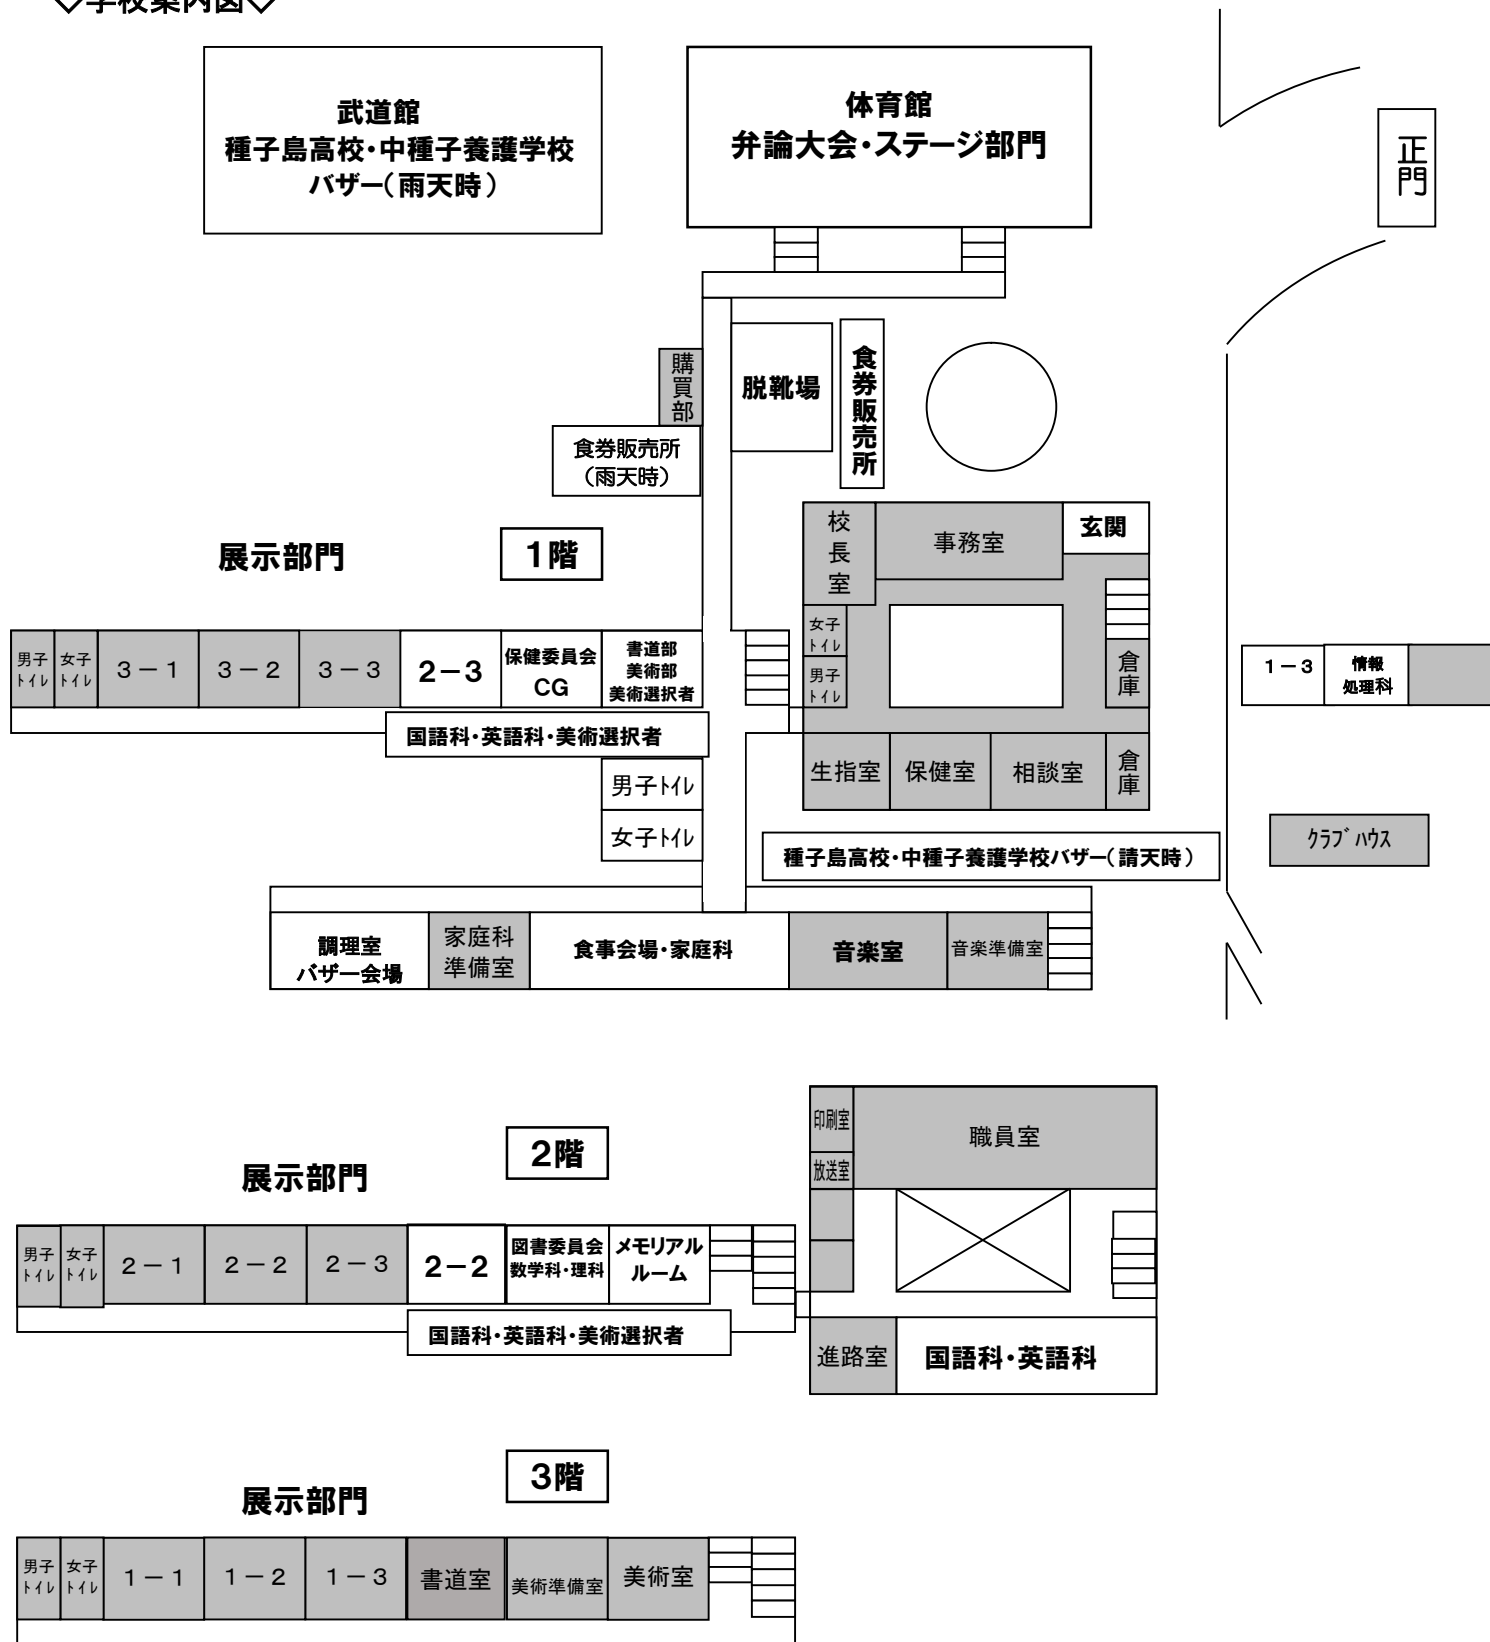 ◇学校案内図◇
武道館
種子島高校・中種子養護学校
バザー（雨天時）
体育館
弁論大会・ステージ部門
正門
購買部
脱靴場
食券販売所
食券販売所
（雨天時）
展示部門
1階
校長室
事務室
玄関
女子
トイレ
男子
トイレ
倉庫
男子
トイレ
女子
トイレ
3－1
3－2
3－3
2－3
保健委員会
CG
書道部
美術部
美術選択者
1－3
情報
処理科
国語科・英語科・美術選択者
男子トイレ
女子トイレ
生指室
保健室
相談室
倉庫
クラブハウス
種子島高校・中種子養護学校バザー（請天時）
調理室
バザー会場
家庭科
準備室
食事会場・家庭科
音楽室
音楽準備室
展示部門
2階
印刷室
職員室
放送室
男子
トイレ
女子
トイレ
2－1
2－2
2－3
2－2
図書委員会
数学科・理科
メモリアル
ルーム
国語科・英語科・美術選択者
進路室
国語科・英語科
展示部門
3階
男子
トイレ
女子
トイレ
1－1
1－2
1－3
書道室
美術準備室
美術室